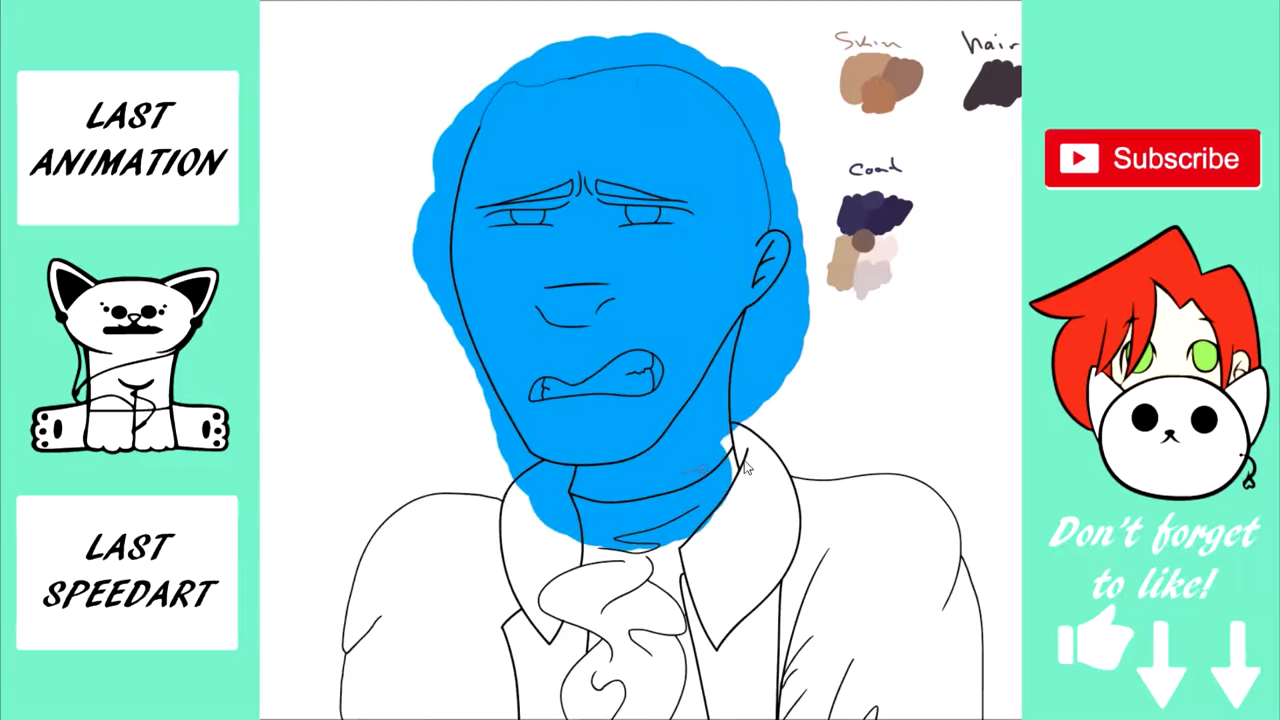 LAST
ANIMATION
LAST
SPEEDART
Skin
hair
Coat
Subscribe
Don't forget
to like!